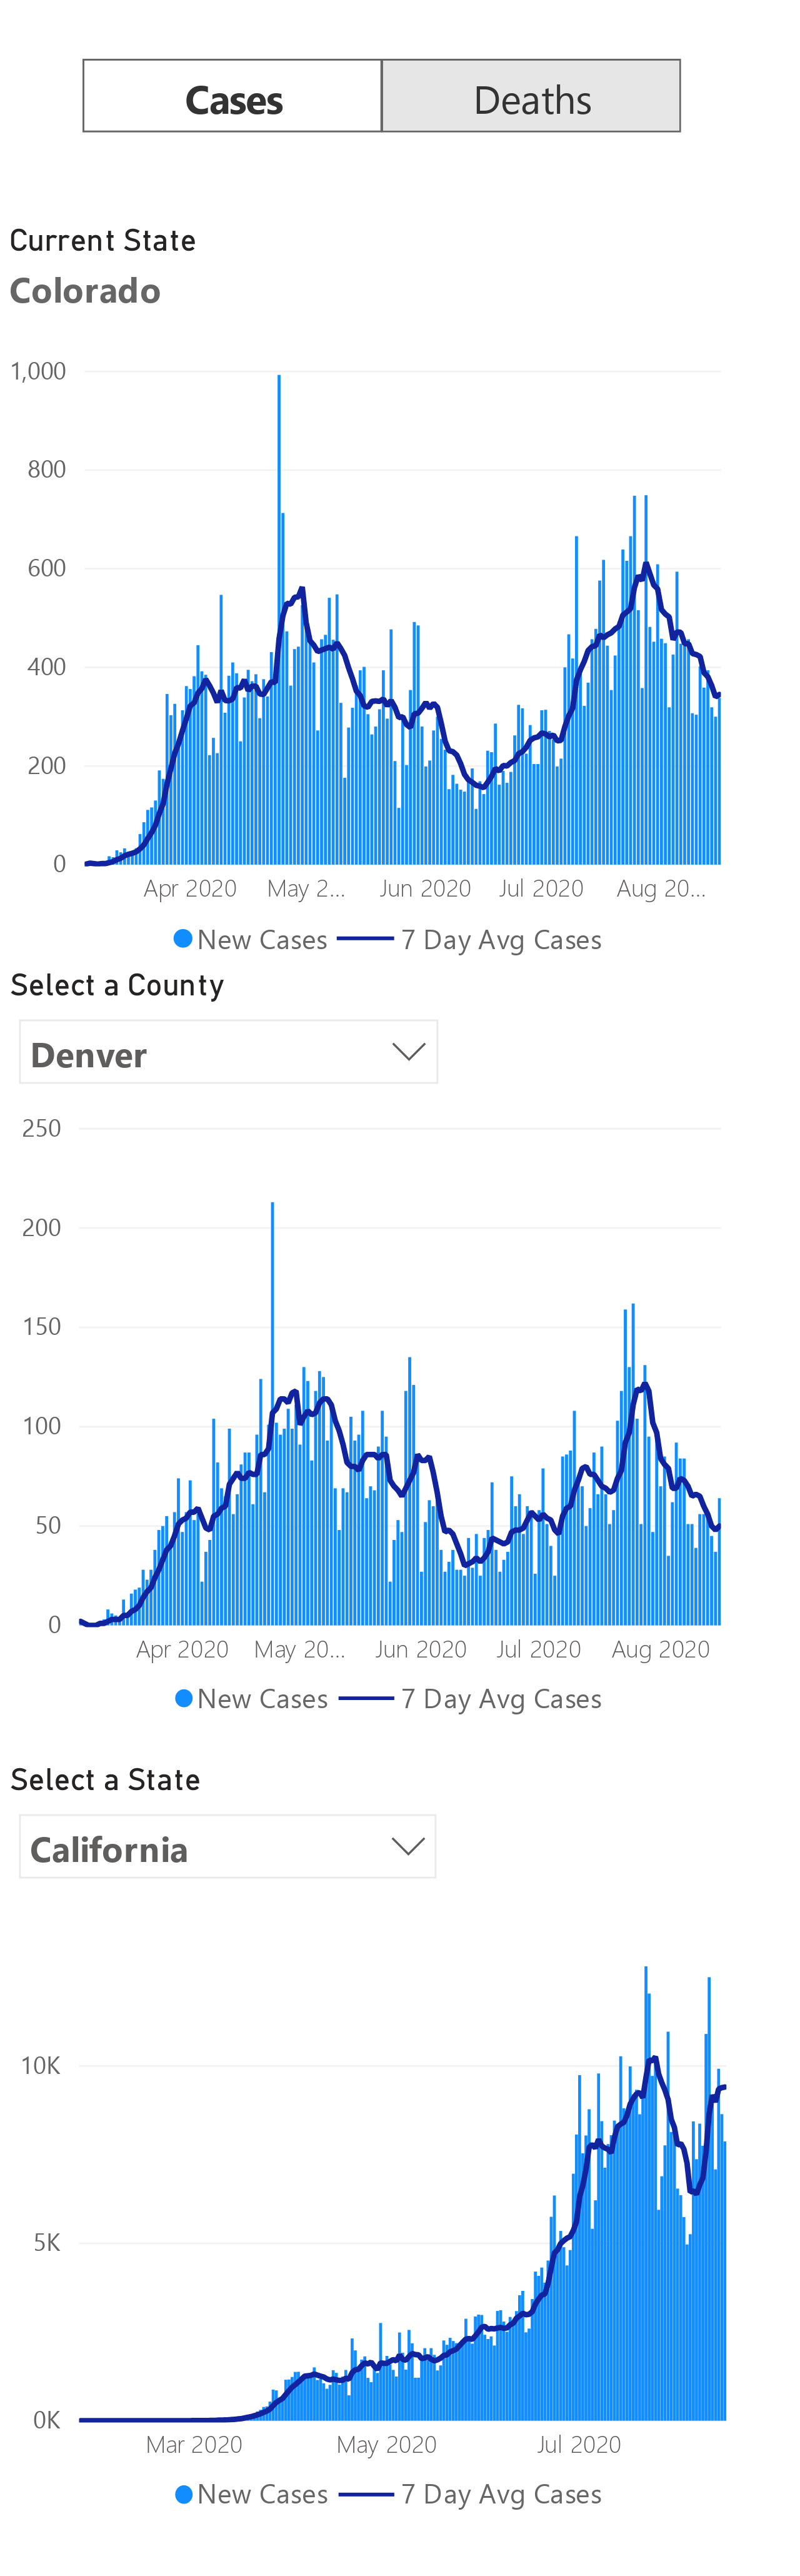 Cases Deaths
Current State
Colorado
1,000
800
600
400
200
0
Apr 2020 May 2... Jun 2020 Jul 2020 Aug 20...
New Cases 7 Day Avg Cases
Select a County
Denver
250
200
150
100
50
0
Apr 2020 May 20... Jun 2020 Jul 2020 Aug 2020
New Cases 7 Day Avg Cases
Select a State
California
10K
5K
0K
Mar 2020 May 2020 Jul 2020
New Cases 7 Day Avg Cases